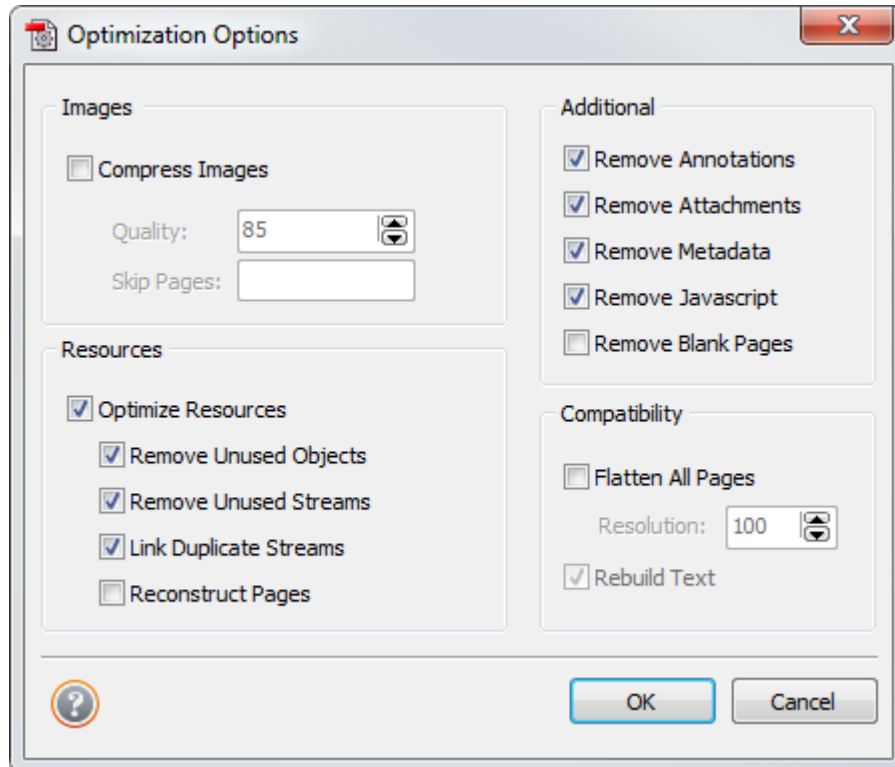 Optimization Options
Images
Compress Images
Quality: 85
Skip Pages:
Resources
Optimize Resources
Remove Unused Objects
Remove Unused Streams
Link Duplicate Streams
Reconstruct Pages
Additional
Remove Annotations
Remove Attachments
Remove Metadata
Remove Javascript
Remove Blank Pages
Compatibility
Flatten All Pages
Resolution: 100
Rebuild Text
?
OK Cancel